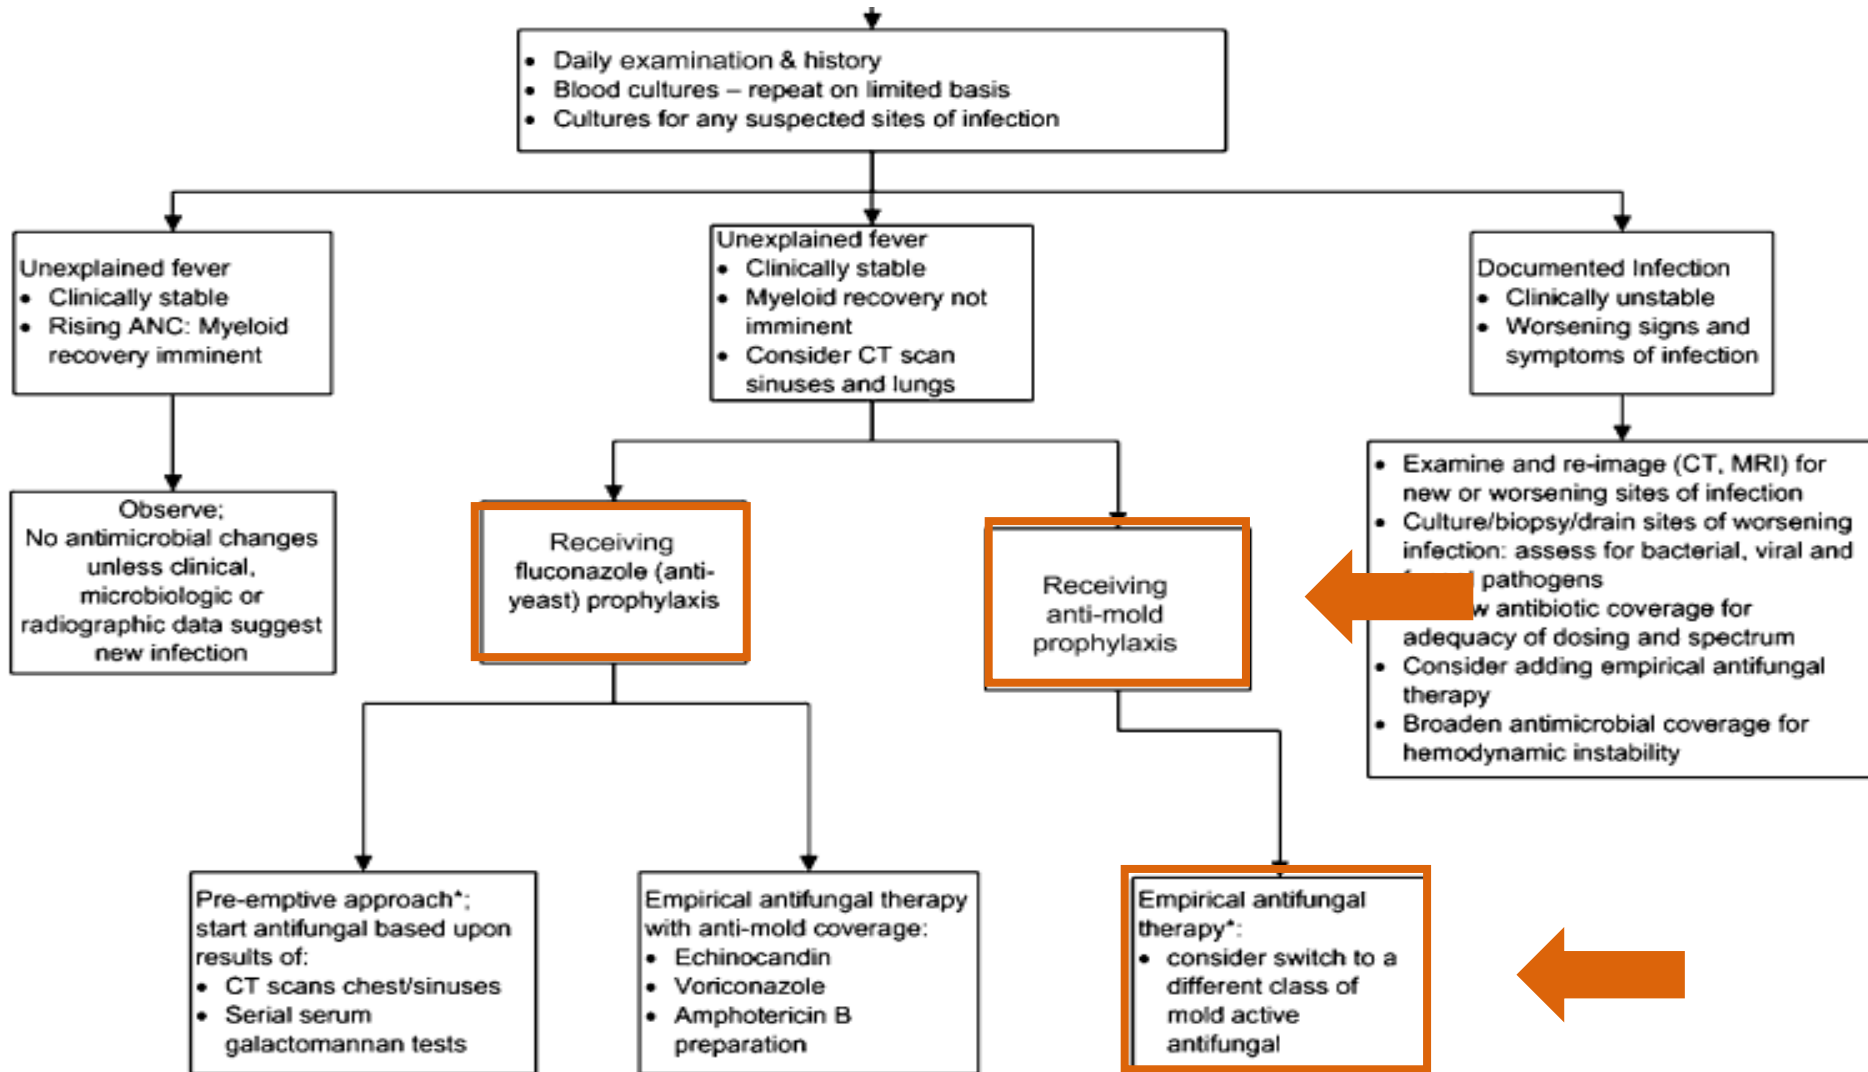 • Daily examination & history
• Blood cultures – repeat on limited basis
• Cultures for any suspected sites of infection
Unexplained fever
• Clinically stable
• Rising ANC: Myeloid
recovery imminent
Unexplained fever
• Clinically stable
• Myeloid recovery not
imminent
• Consider CT scan
sinuses and lungs
Documented Infection
• Clinically unstable
• Worsening signs and
symptoms of infection
Observe;
No antimicrobial changes
unless clinical,
microbiologic or
radiographic data suggest
new infection
Receiving
fluconazole (anti-
yeast) prophylaxis
Receiving
anti-mold
prophylaxis
• Examine and re-image (CT, MRI) for
new or worsening sites of infection
• Culture/biopsy/drain sites of worsening
infection: assess for bacterial, viral and
pathogens
antibiotic coverage for
adequacy of dosing and spectrum
• Consider adding empirical antifungal
therapy
• Broaden antimicrobial coverage for
hemodynamic instability
Pre-emptive approach*;
start antifungal based upon
results of:
• CT scans chest/sinuses
• Serial serum
galactomannan tests
Empirical antifungal therapy
with anti-mold coverage:
• Echinocandin
• Voriconazole
• Amphotericin B
preparation
Empirical antifungal
therapy*:
• consider switch to a
different class of
mold active
antifungal